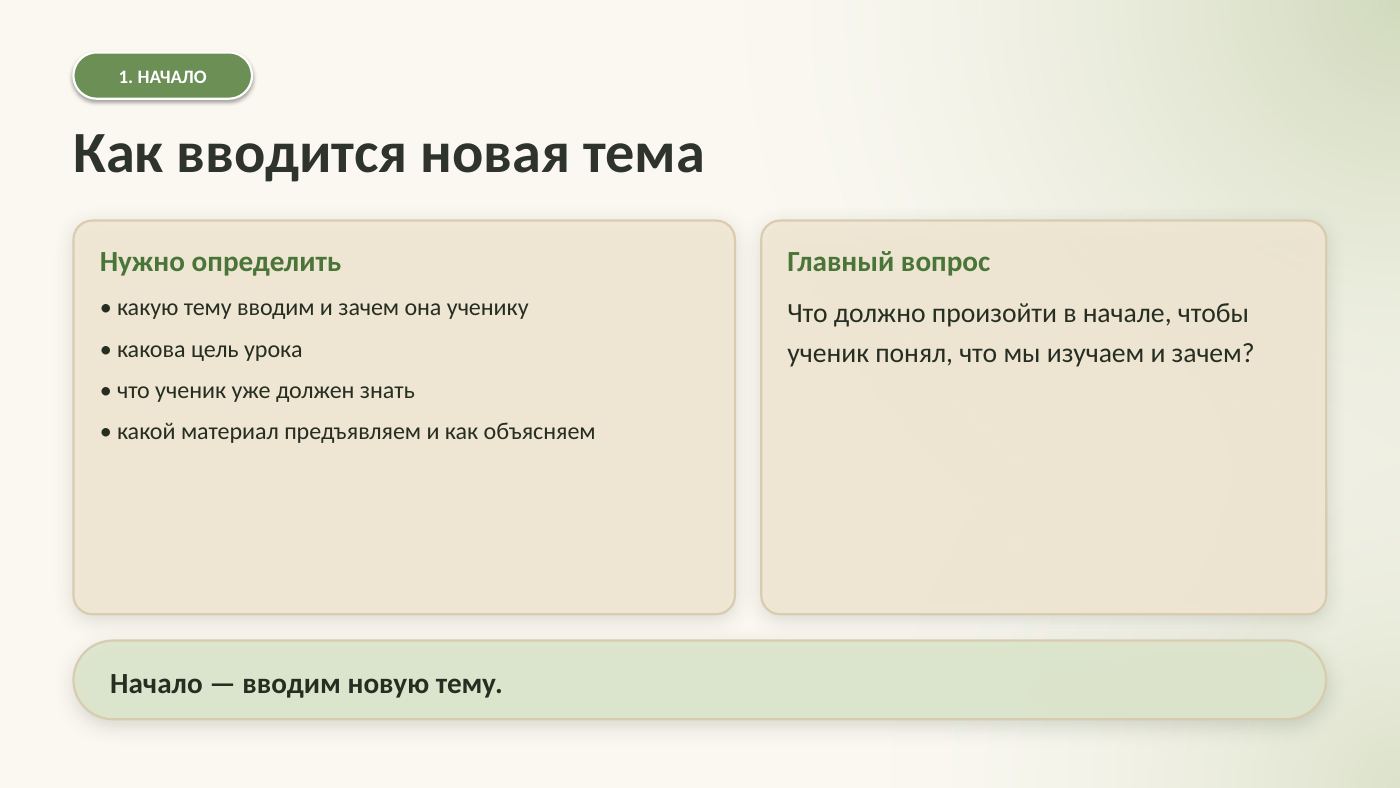 1. НАЧАЛО
Как вводится новая тема
Нужно определить
• какую тему вводим и зачем она ученику
• какова цель урока
• что ученик уже должен знать
• какой материал предъявляем и как объясняем
Главный вопрос
Что должно произойти в начале, чтобы
ученик понял, что мы изучаем и зачем?
Начало — вводим новую тему.